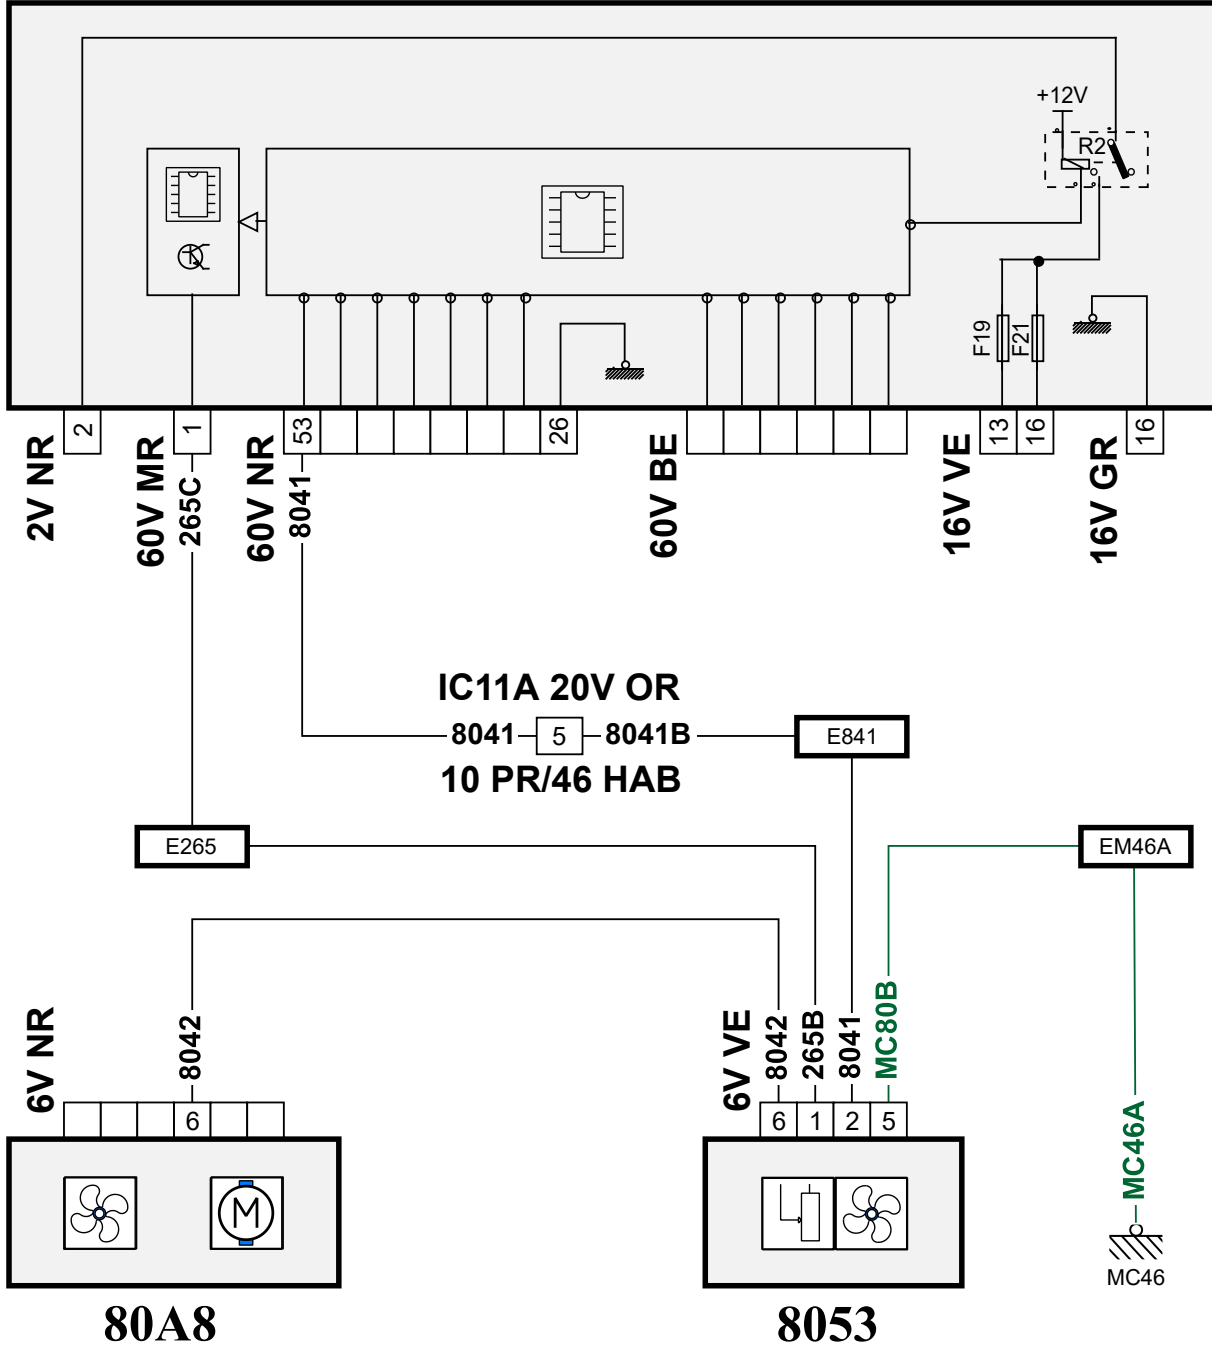 +12V
R2
F19
F21
2
1
53
26
13
16
16
2V NR
60V MR
265C
60V NR
8041
60V BE
16V VE
16V GR
IC11A 20V OR
8041
5
8041B
E841
10 PR/46 HAB
E265
EM46A
6V NR
8042
6V VE
8042
265B
8041
MC80B
MC46A
6
6
1
2
5
M
MC46
80A8
8053